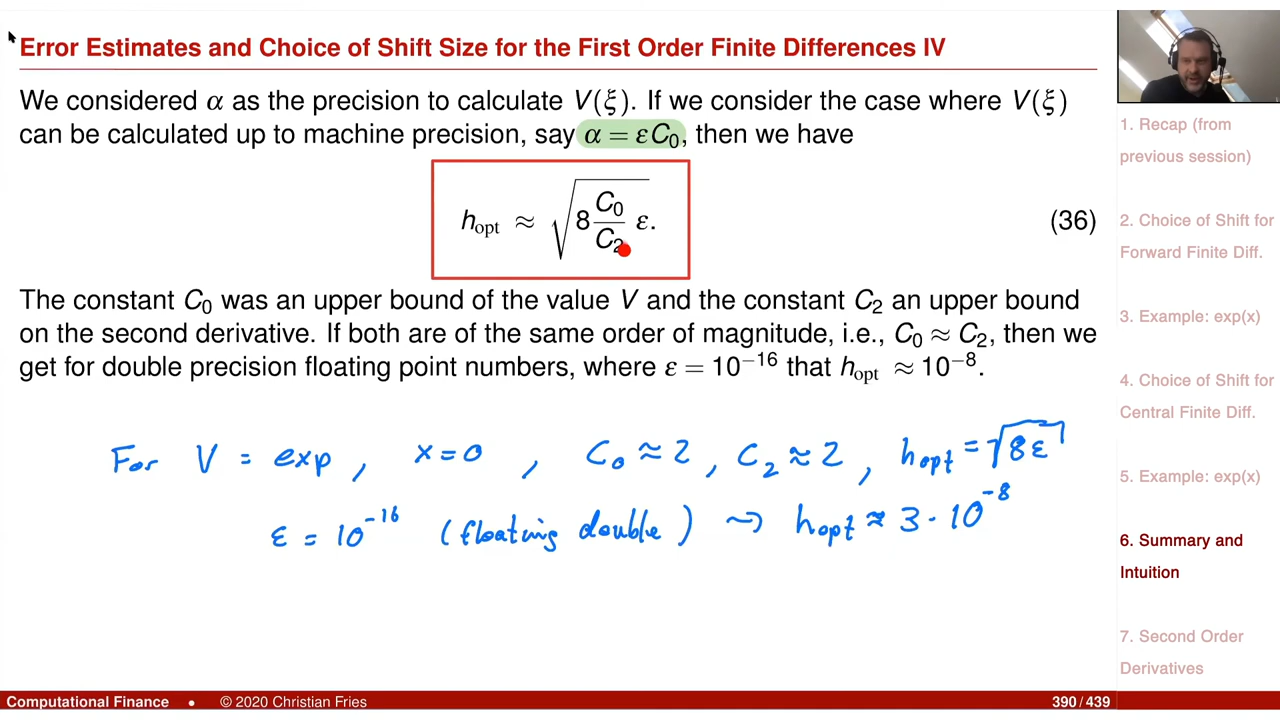 Error Estimates and Choice of Shift Size for the First Order Finite Differences IV
We considered α as the precision to calculate V(ξ). If we consider the case where V(ξ)
can be calculated up to machine precision, say α = εC₀, then we have
h_opt ≈ √(8 C₀/C₂ ε). (36)
The constant C₀ was an upper bound of the value V and the constant C₂ an upper bound
on the second derivative. If both are of the same order of magnitude, i.e., C₀ ≈ C₂, then we
get for double precision floating point numbers, where ε = 10⁻¹⁶ that h_opt ≈ 10⁻⁸.
For V = exp, x=0, C₀ ≈ 2, C₂ ≈ 2, h_opt = √8ε
ε = 10⁻¹⁶ (floating double) ⇝ h_opt ≈ 3·10⁻⁸
1. Recap (from
previous session)
2. Choice of Shift for
Forward Finite Diff.
3. Example: exp(x)
4. Choice of Shift for
Central Finite Diff.
5. Example: exp(x)
6. Summary and
Intuition
7. Second Order
Derivatives
Computational Finance • © 2020 Christian Fries 390/439